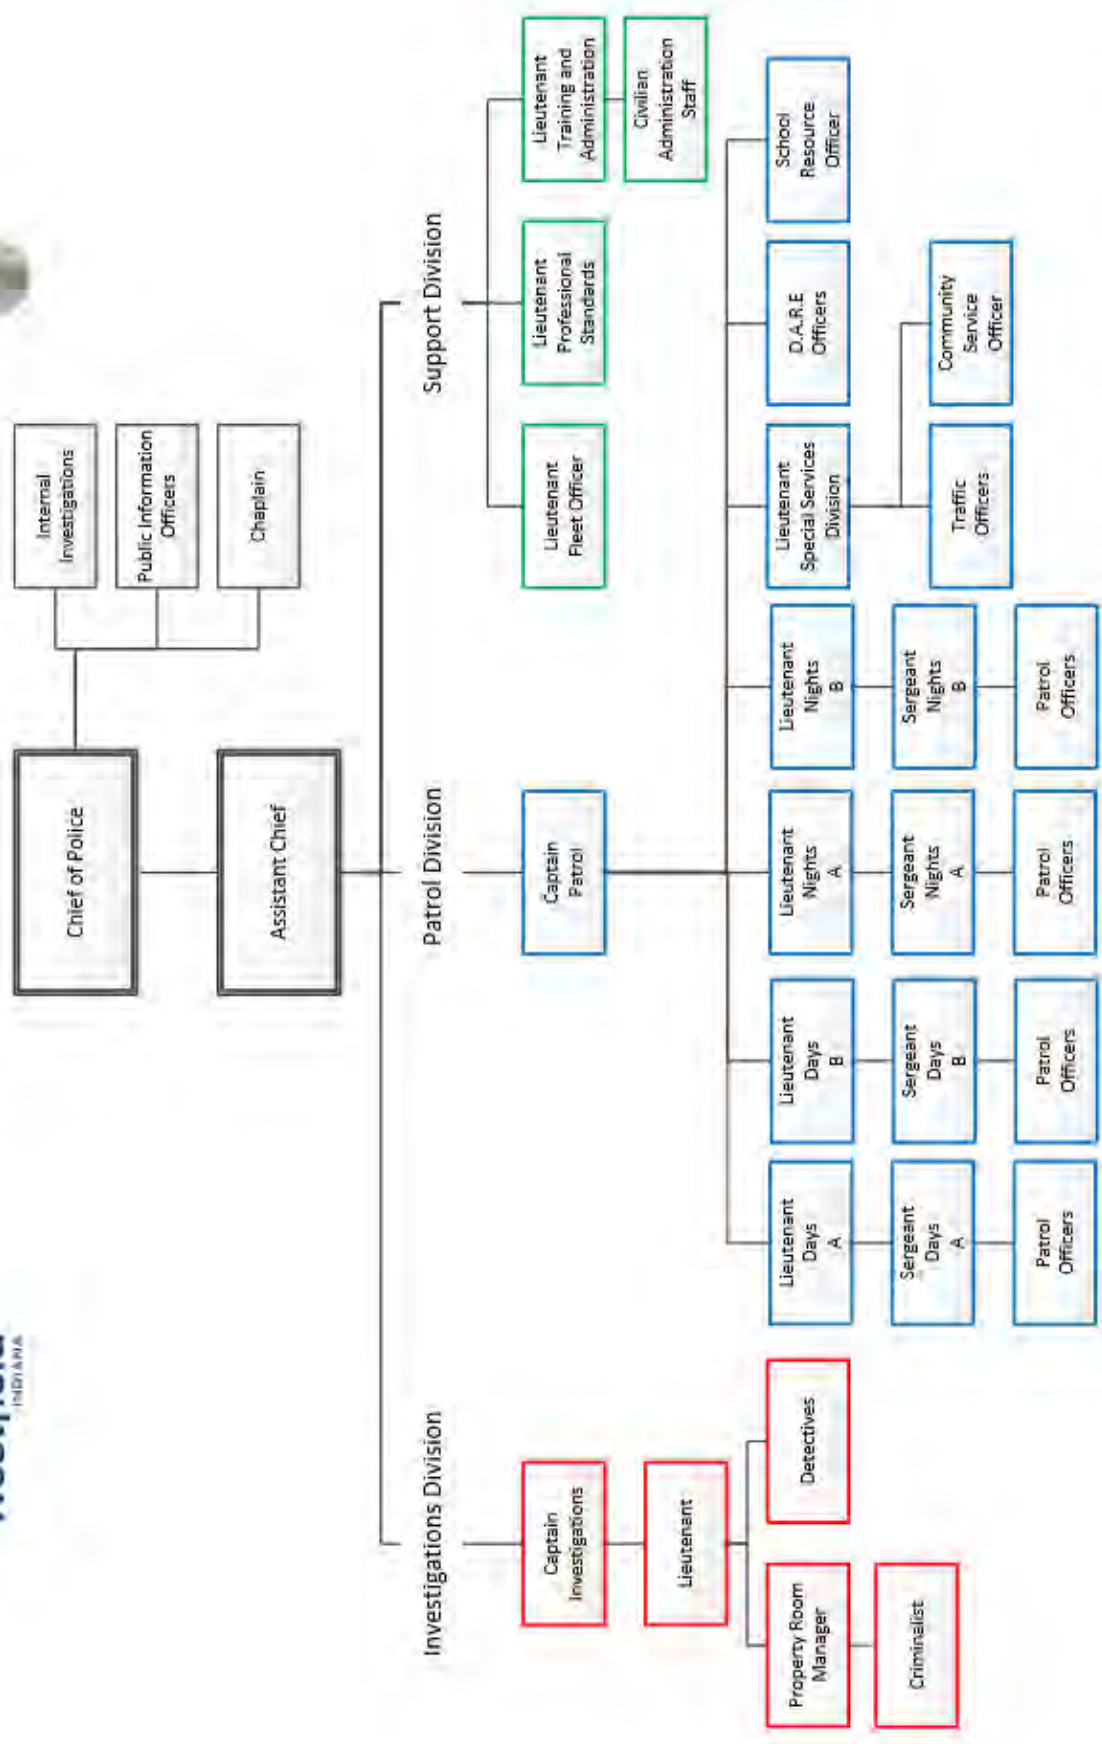 INDIANA
Chief of Police
Internal
Investigations
Public Information
Officers
Chaplain
Assistant Chief
Investigations Division
Patrol Division
Support Division
Captain
Investigations
Captain
Patrol
Lieutenant
Fleet Officer
Lieutenant
Professional
Standards
Lieutenant
Training and
Administration
Lieutenant
Civilian
Administration
Staff
Property Room
Manager
Detectives
Lieutenant
Days
A
Lieutenant
Days
B
Lieutenant
Nights
A
Lieutenant
Nights
B
Lieutenant
Special Services
Division
D.A.R.E
Officers
School
Resource
Officer
Criminalist
Sergeant
Days
A
Sergeant
Days
B
Sergeant
Nights
A
Sergeant
Nights
B
Traffic
Officers
Community
Service
Officer
Patrol
Officers
Patrol
Officers
Patrol
Officers
Patrol
Officers